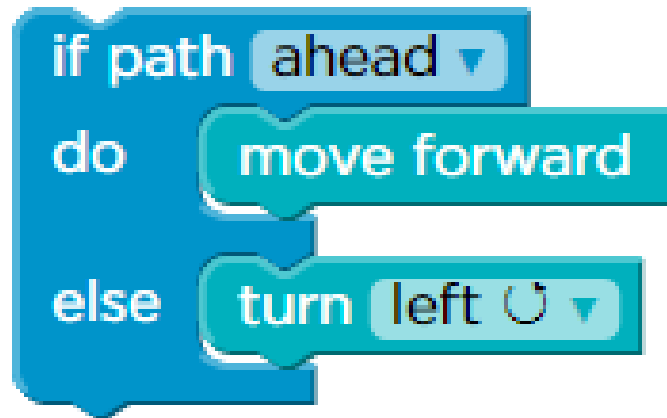 if path ahead
do move forward
else turn left